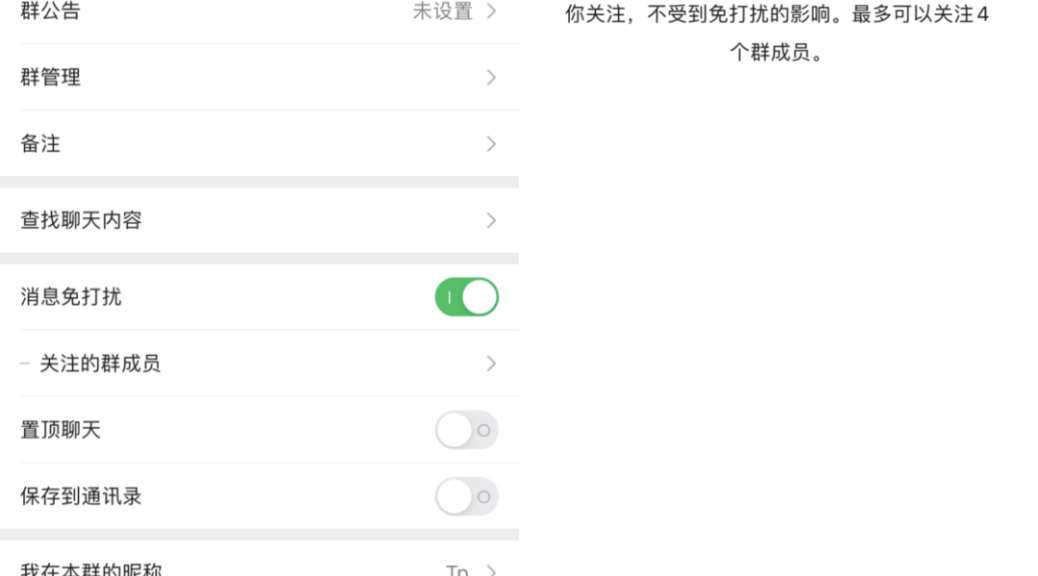 群公告 未设置
群管理
备注
查找聊天内容
消息免打扰
关注的群成员
置顶聊天
保存到通讯录
我在本群的昵称 Tp
你关注，不受到免打扰的影响。最多可以关注4
个群成员。